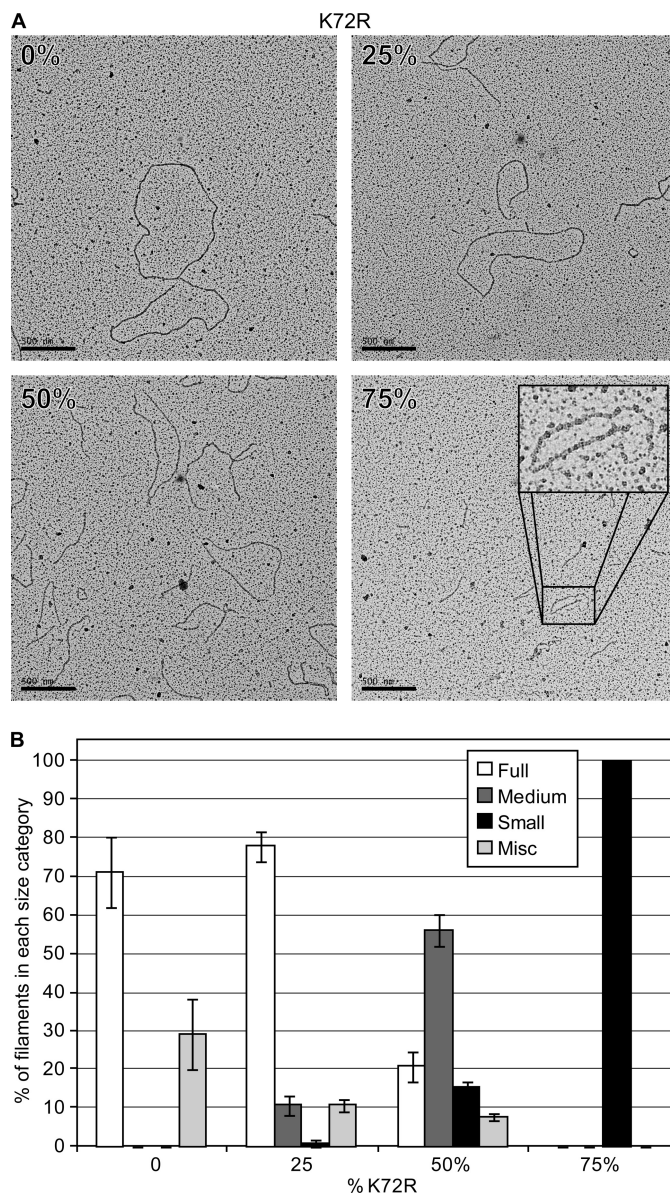 A K72R
0% 25%
500 nm 500 nm
50% 75%
500 nm 500 nm
B
100
90
80
70
60
50
40
30
20
10
0
% of filaments in each size category
Full
Medium
Small
Misc
0 25 50% 75%
% K72R